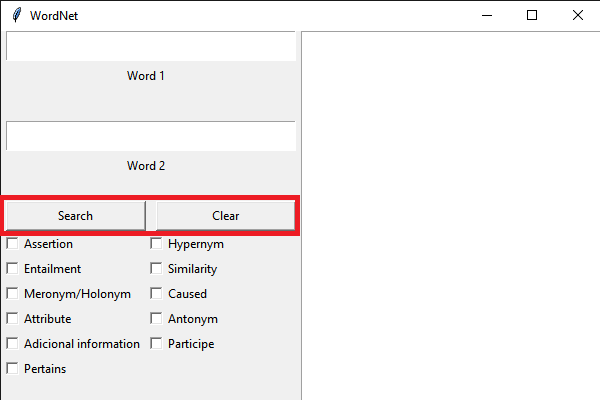 WordNet
Word 1
Word 2
Search Clear
Assertion Hypernym
Entailment Similarity
Meronym/Holonym Caused
Attribute Antonym
Adicional information Participe
Pertains